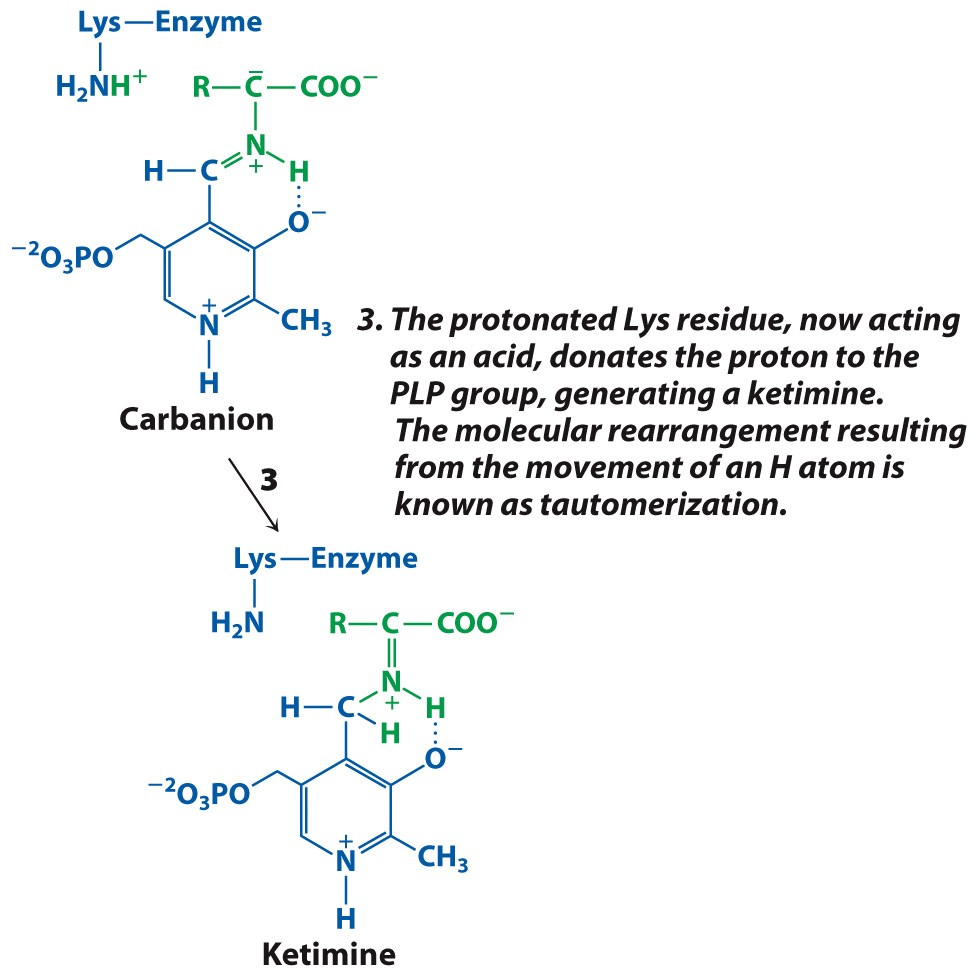 Lys—Enzyme
H₂NH⁺
R—C̄—COO⁻
N
+
H
H—C
O⁻
⁻²O₃PO
+
N
CH₃
H
Carbanion
3. The protonated Lys residue, now acting
as an acid, donates the proton to the
PLP group, generating a ketimine.
The molecular rearrangement resulting
from the movement of an H atom is
known as tautomerization.
3
Lys—Enzyme
H₂N
R—C—COO⁻
N
+
H
H—C
H
O⁻
⁻²O₃PO
+
N
CH₃
H
Ketimine